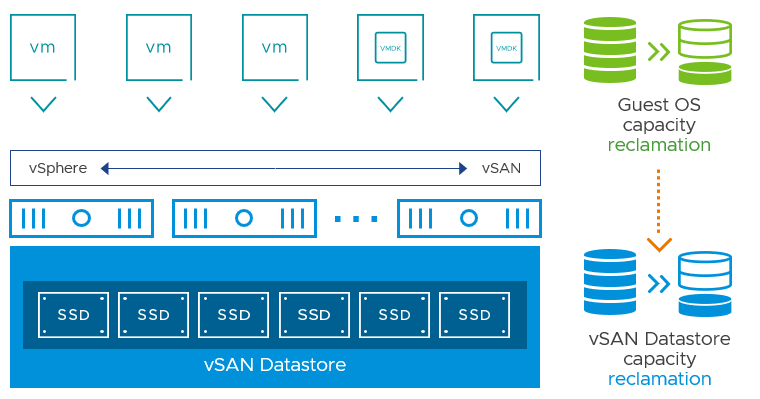 vm vm vm VMDK VMDK
vSphere vSAN
SSD SSD SSD SSD SSD SSD
vSAN Datastore
Guest OS
capacity
reclamation
vSAN Datastore
capacity
reclamation